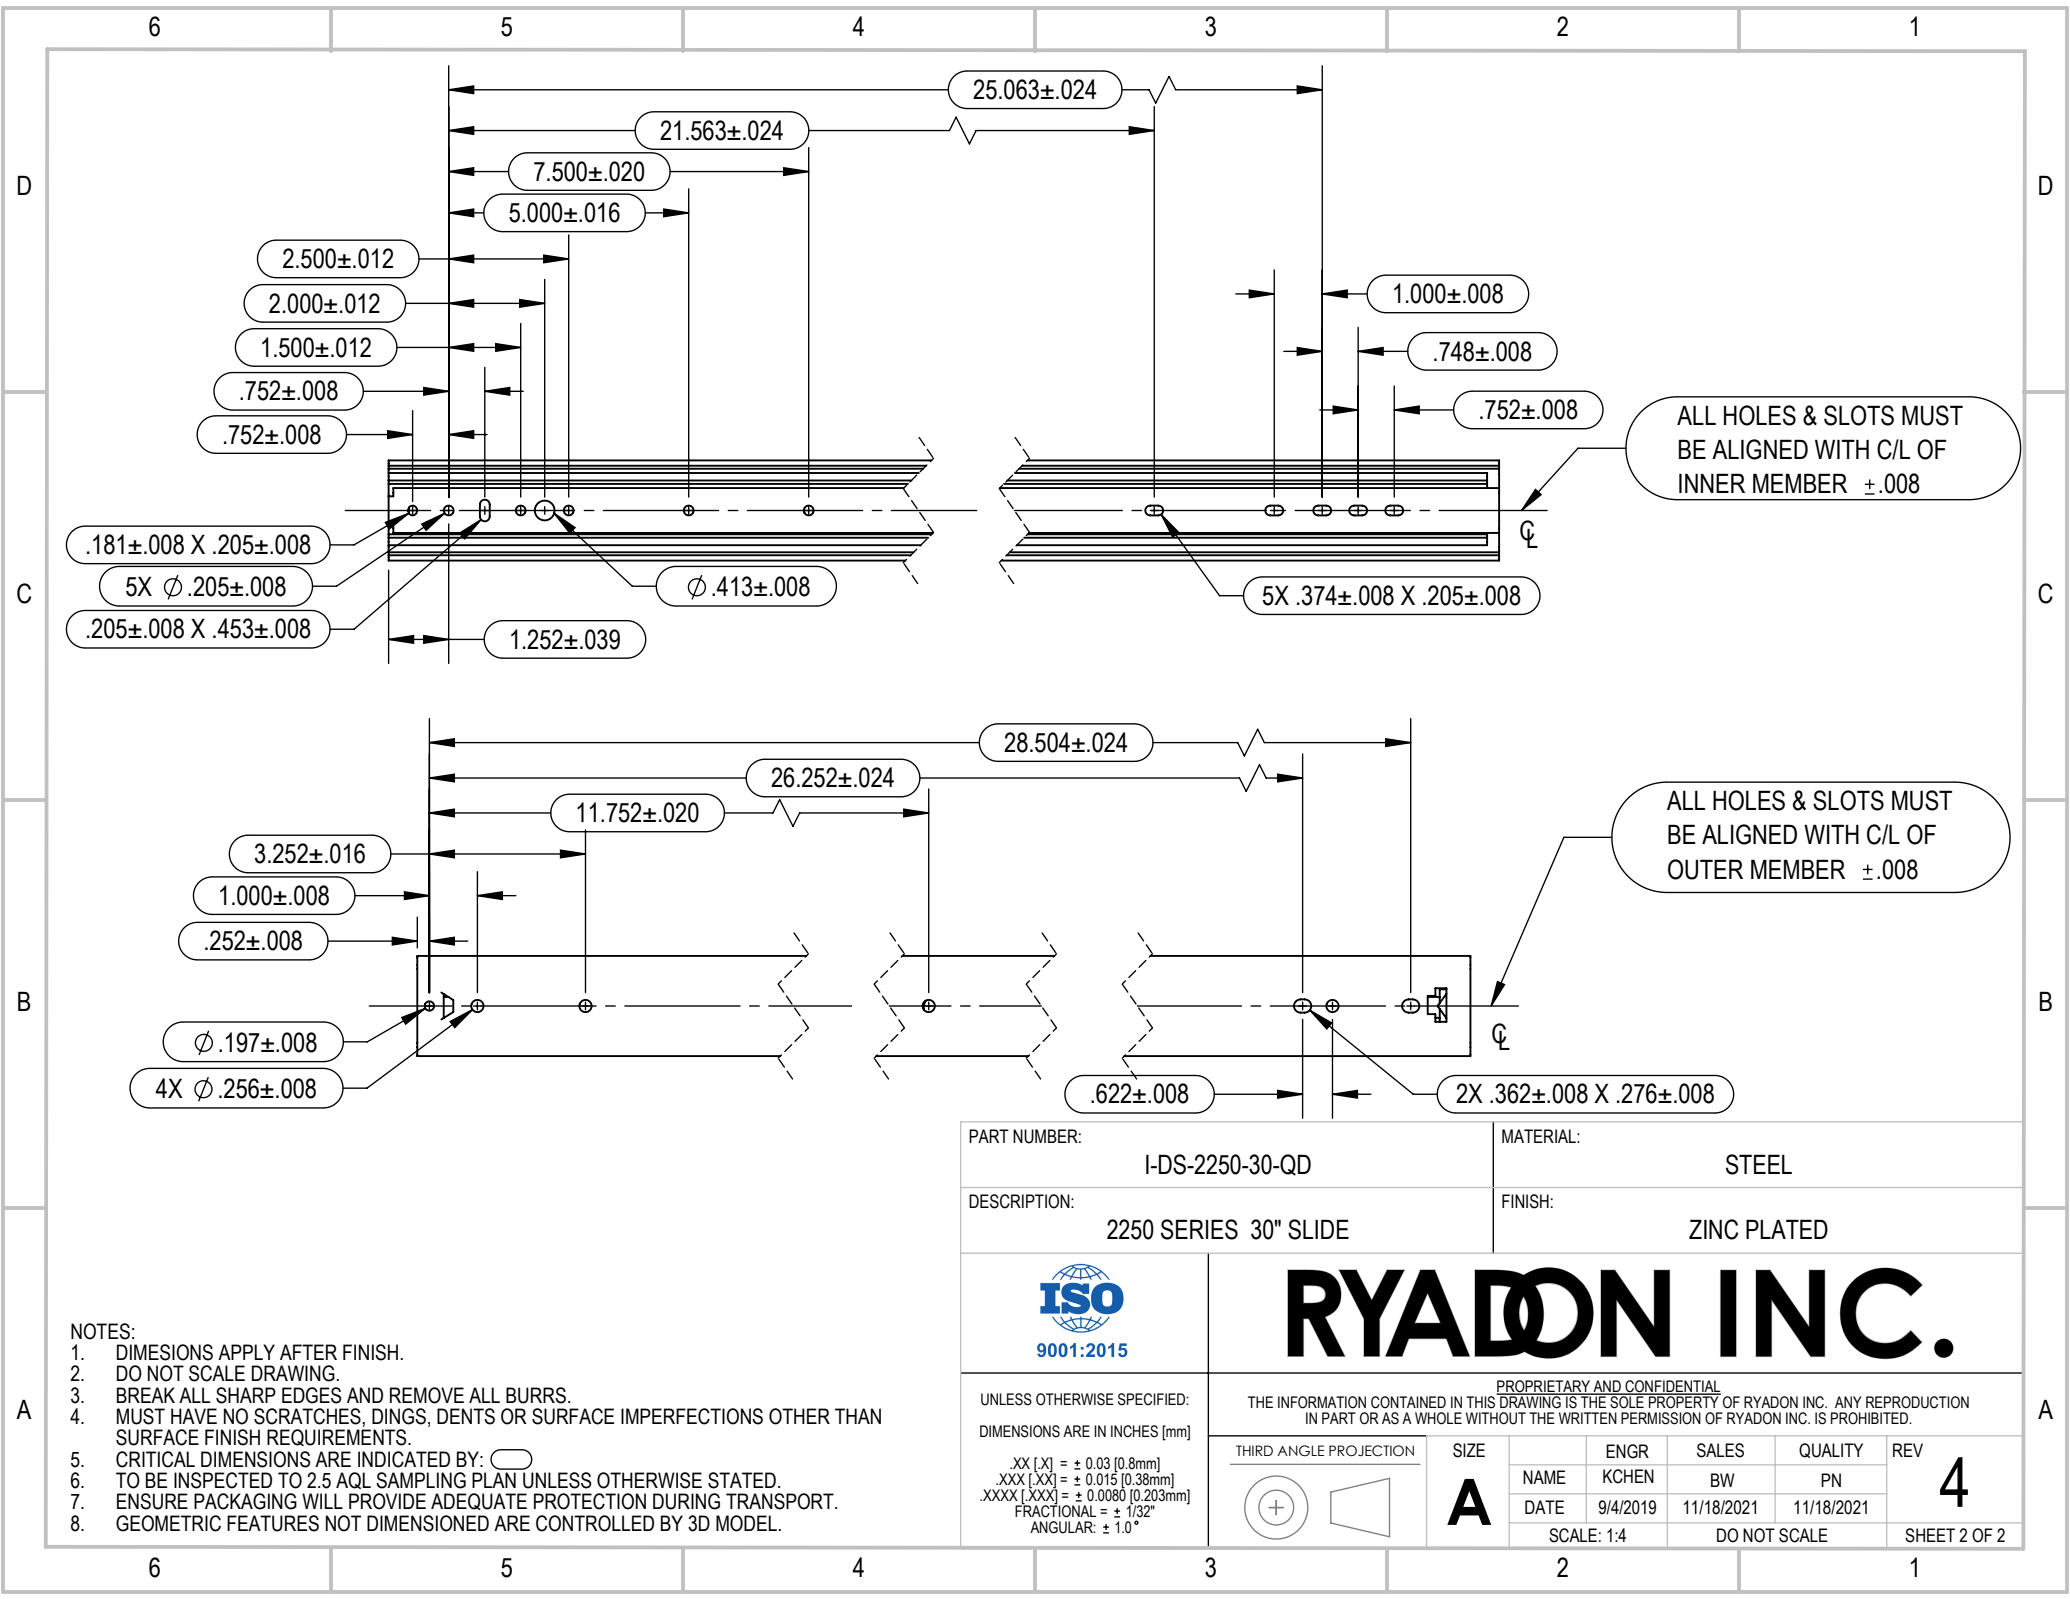 6 5 4 3 2 1
D D
C C
B B
A A
25.063±.024
21.563±.024
7.500±.020
5.000±.016
2.500±.012
2.000±.012
1.500±.012
.752±.008
.752±.008
1.000±.008
.748±.008
.752±.008
ALL HOLES & SLOTS MUST
BE ALIGNED WITH C/L OF
INNER MEMBER ±.008
℄
.181±.008 X .205±.008
5X ∅.205±.008
.205±.008 X .453±.008
∅.413±.008
5X .374±.008 X .205±.008
1.252±.039
28.504±.024
26.252±.024
11.752±.020
3.252±.016
1.000±.008
.252±.008
ALL HOLES & SLOTS MUST
BE ALIGNED WITH C/L OF
OUTER MEMBER ±.008
℄
∅.197±.008
4X ∅.256±.008
.622±.008
2X .362±.008 X .276±.008
PART NUMBER:
I-DS-2250-30-QD
MATERIAL:
STEEL
DESCRIPTION:
2250 SERIES 30" SLIDE
FINISH:
ZINC PLATED
ISO
9001:2015
RYADON INC.
NOTES:
1. DIMESIONS APPLY AFTER FINISH.
2. DO NOT SCALE DRAWING.
3. BREAK ALL SHARP EDGES AND REMOVE ALL BURRS.
4. MUST HAVE NO SCRATCHES, DINGS, DENTS OR SURFACE IMPERFECTIONS OTHER THAN
SURFACE FINISH REQUIREMENTS.
5. CRITICAL DIMENSIONS ARE INDICATED BY:
6. TO BE INSPECTED TO 2.5 AQL SAMPLING PLAN UNLESS OTHERWISE STATED.
7. ENSURE PACKAGING WILL PROVIDE ADEQUATE PROTECTION DURING TRANSPORT.
8. GEOMETRIC FEATURES NOT DIMENSIONED ARE CONTROLLED BY 3D MODEL.
UNLESS OTHERWISE SPECIFIED:
DIMENSIONS ARE IN INCHES [mm]
.XX [.X] = ± 0.03 [0.8mm]
.XXX [.XX] = ± 0.015 [0.38mm]
.XXXX [.XXX] = ± 0.0080 [0.203mm]
FRACTIONAL = ± 1/32"
ANGULAR: ± 1.0°
PROPRIETARY AND CONFIDENTIAL
THE INFORMATION CONTAINED IN THIS DRAWING IS THE SOLE PROPERTY OF RYADON INC. ANY REPRODUCTION
IN PART OR AS A WHOLE WITHOUT THE WRITTEN PERMISSION OF RYADON INC. IS PROHIBITED.
THIRD ANGLE PROJECTION
SIZE
A
ENGR SALES QUALITY
NAME KCHEN BW PN
DATE 9/4/2019 11/18/2021 11/18/2021
REV
4
SCALE: 1:4 DO NOT SCALE SHEET 2 OF 2
6 5 4 3 2 1